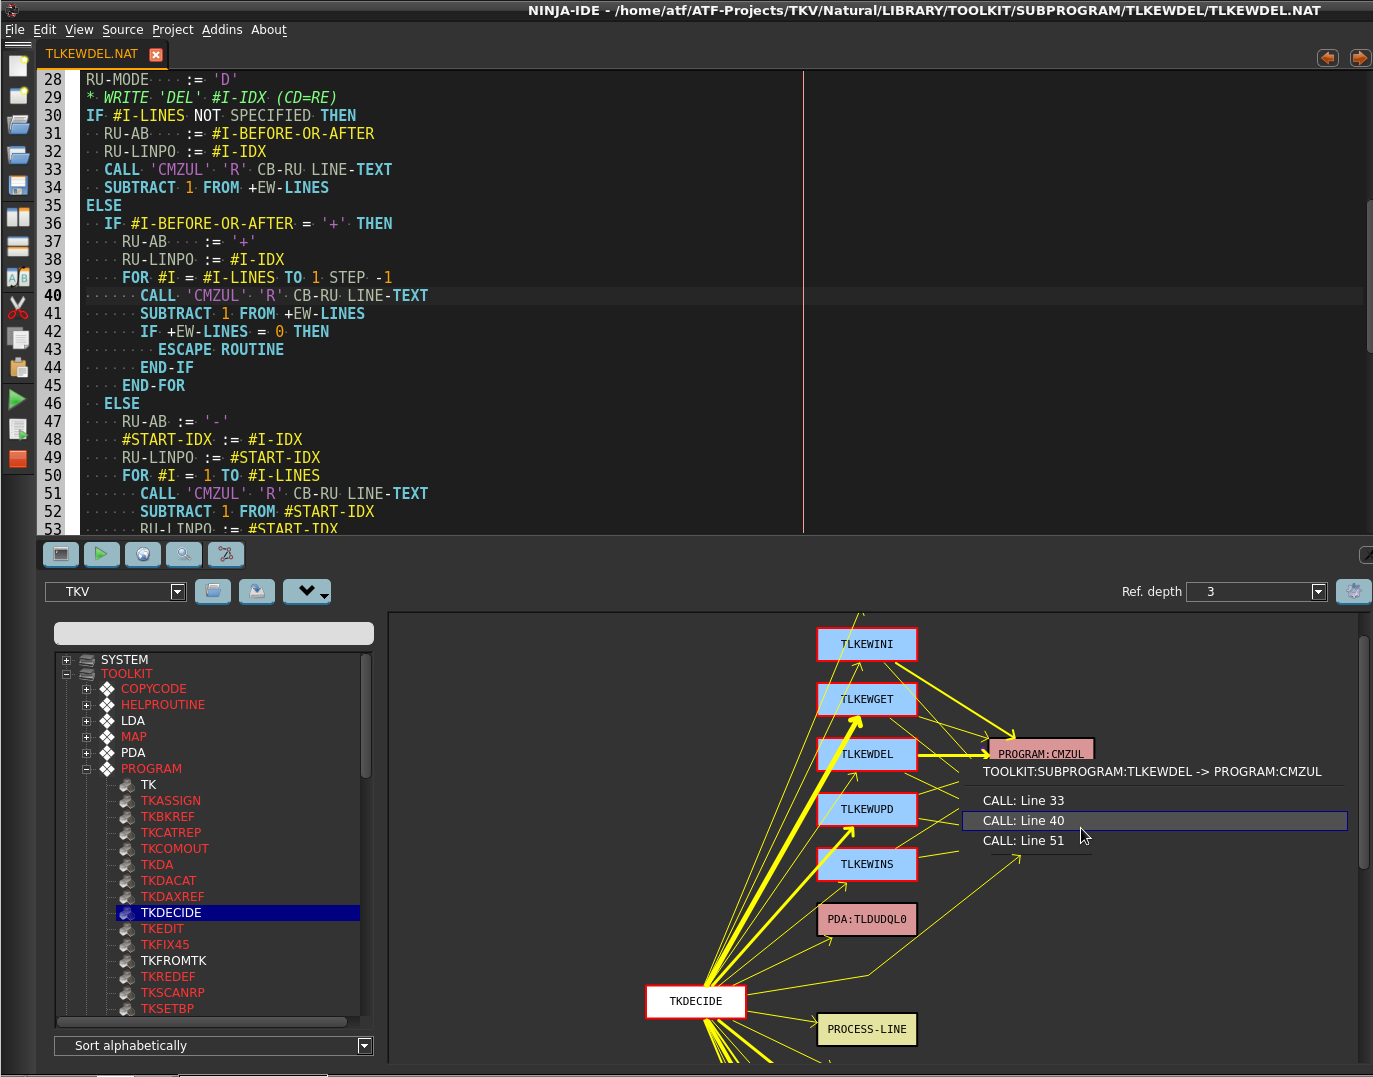 NINJA-IDE - /home/atf/ATF-Projects/TKV/Natural/LIBRARY/TOOLKIT/SUBPROGRAM/TLKEWDEL/TLKEWDEL.NAT
File Edit View Source Project Addins About
TLKEWDEL.NAT
28 RU-MODE := 'D'
29 * WRITE 'DEL' #I-IDX (CD=RE)
30 IF #I-LINES NOT SPECIFIED THEN
31 RU-AB := #I-BEFORE-OR-AFTER
32 RU-LINPO := #I-IDX
33 CALL 'CMZUL' 'R' CB-RU LINE-TEXT
34 SUBTRACT 1 FROM +EW-LINES
35 ELSE
36 IF #I-BEFORE-OR-AFTER = '+' THEN
37 RU-AB := '+'
38 RU-LINPO := #I-IDX
39 FOR #I = #I-LINES TO 1 STEP -1
40 CALL 'CMZUL' 'R' CB-RU LINE-TEXT
41 SUBTRACT 1 FROM +EW-LINES
42 IF +EW-LINES = 0 THEN
43 ESCAPE ROUTINE
44 END-IF
45 END-FOR
46 ELSE
47 RU-AB := '-'
48 #START-IDX := #I-IDX
49 RU-LINPO := #START-IDX
50 FOR #I = 1 TO #I-LINES
51 CALL 'CMZUL' 'R' CB-RU LINE-TEXT
52 SUBTRACT 1 FROM #START-IDX
53 RU-LINPO := #START-IDX
TKV
Ref. depth 3
SYSTEM
TOOLKIT
COPYCODE
HELPROUTINE
LDA
MAP
PDA
PROGRAM
TK
TKASSIGN
TKBKREF
TKCATREP
TKCOMOUT
TKDA
TKDACAT
TKDAXREF
TKDECIDE
TKEDIT
TKFIX45
TKFROMTK
TKREDEF
TKSCANRP
TKSETBP
Sort alphabetically
TLKEWINI
TLKEWGET
TLKEWDEL
PROGRAM:CMZUL
TOOLKIT:SUBPROGRAM:TLKEWDEL -> PROGRAM:CMZUL
CALL: Line 33
CALL: Line 40
CALL: Line 51
TLKEWUPD
TLKEWINS
PDA:TLDUDQL0
TKDECIDE
PROCESS-LINE